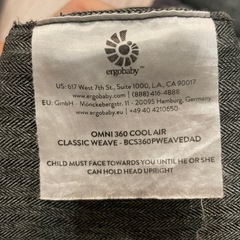 ergobaby
US: 617 West 7th St., Suite 1000, L.A., CA 90017
www.ergobaby.com | (888) 416-4888
EU: GmbH - Mönckebergstr. 11 - 20095 Hamburg, Germany
www.ergobaby.eu | +49 40 4210650
OMNI 360 COOL AIR
CLASSIC WEAVE - BCS360PWEAVEDAD
CHILD MUST FACE TOWARDS YOU UNTIL HE OR SHE
CAN HOLD HEAD UPRIGHT